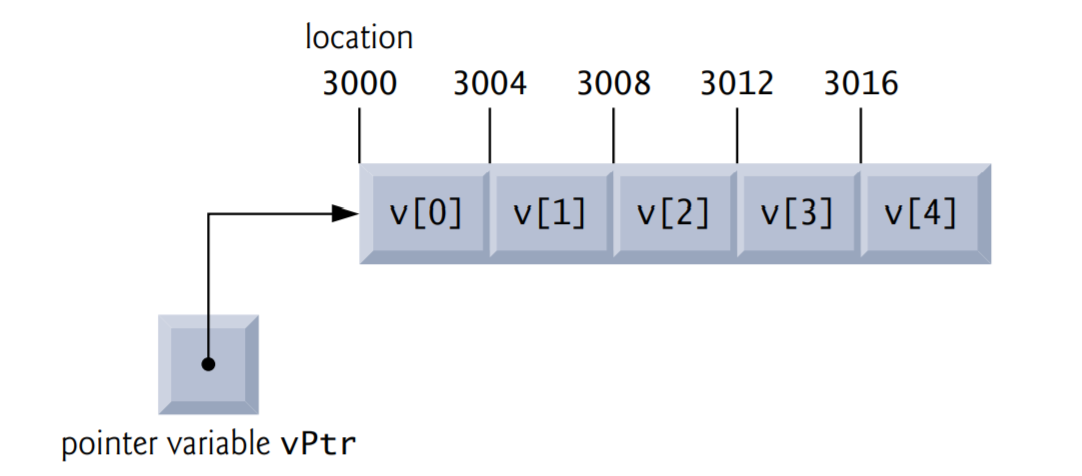 location
3000 3004 3008 3012 3016
v[0] v[1] v[2] v[3] v[4]
pointer variable vPtr